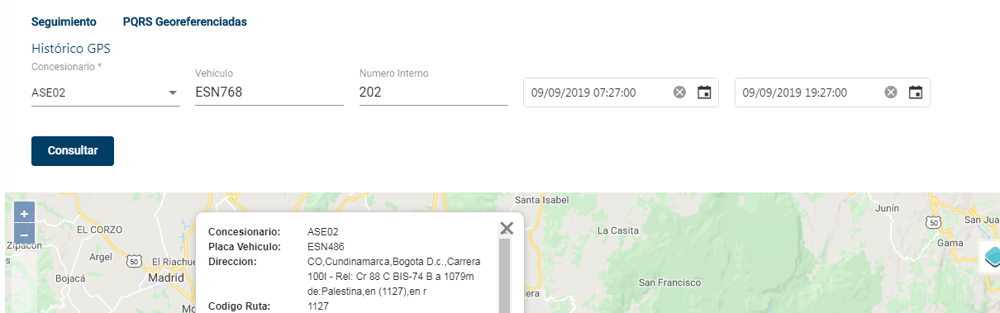 Seguimiento PQRS Georeferenciadas
Histórico GPS
Concesionario * Vehículo Numero Interno
ASE02 ESN768 202 09/09/2019 07:27:00 09/09/2019 19:27:00
Consultar
+
−
Santa Isabel
Junín
EL CORZO
La Casita
50
San Jua
Zipacón
Gama
Argel
50
El Riachue
Bojacá
Madrid
San Francisco
era
Mo
Concesionario: ASE02
Placa Vehiculo: ESN486
Direccion: CO,Cundinamarca,Bogota D.c.,Carrera
100I - Rel: Cr 88 C BIS-74 B a 1079m
de:Palestina,en (1127),en r
Codigo Ruta: 1127